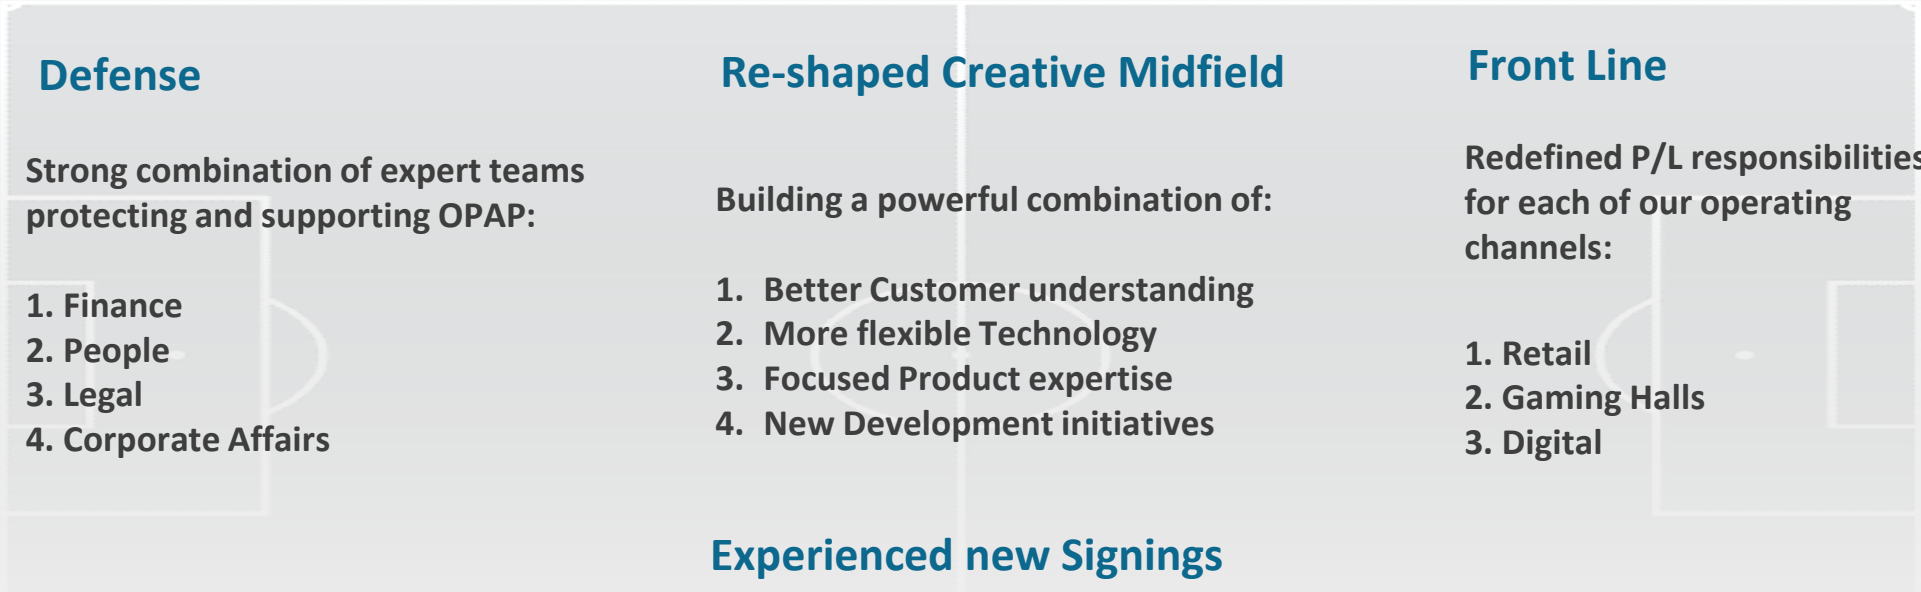 Defense
Strong combination of expert teams
protecting and supporting OPAP:
1. Finance
2. People
3. Legal
4. Corporate Affairs
Re-shaped Creative Midfield
Building a powerful combination of:
1. Better Customer understanding
2. More flexible Technology
3. Focused Product expertise
4. New Development initiatives
Front Line
Redefined P/L responsibilities
for each of our operating
channels:
1. Retail
2. Gaming Halls
3. Digital
Experienced new Signings